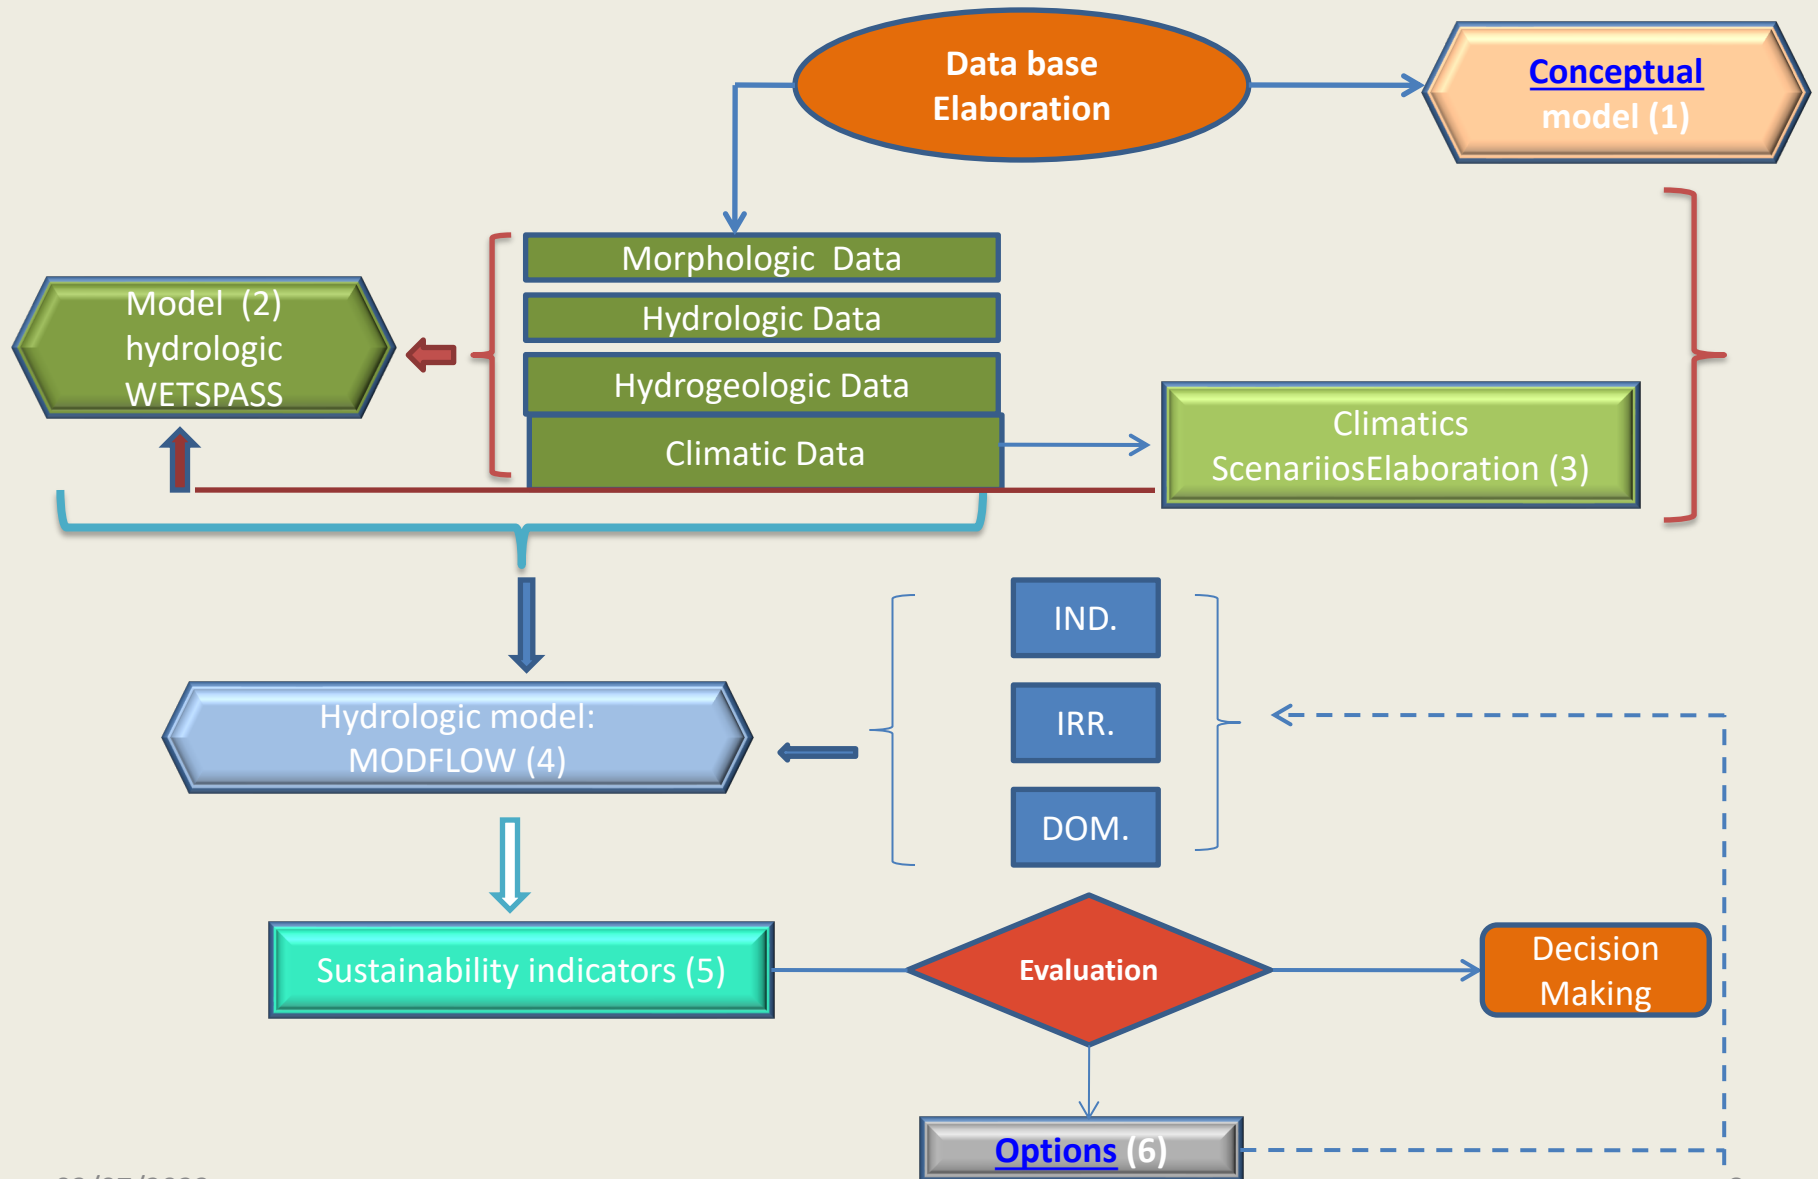 Data base
Elaboration
Conceptual
model (1)
Morphologic Data
Hydrologic Data
Hydrogeologic Data
Climatic Data
Model (2)
hydrologic
WETSPASS
Climatics
ScenariiosElaboration (3)
IND.
IRR.
DOM.
Hydrologic model:
MODFLOW (4)
Sustainability indicators (5)
Evaluation
Decision
Making
Options (6)